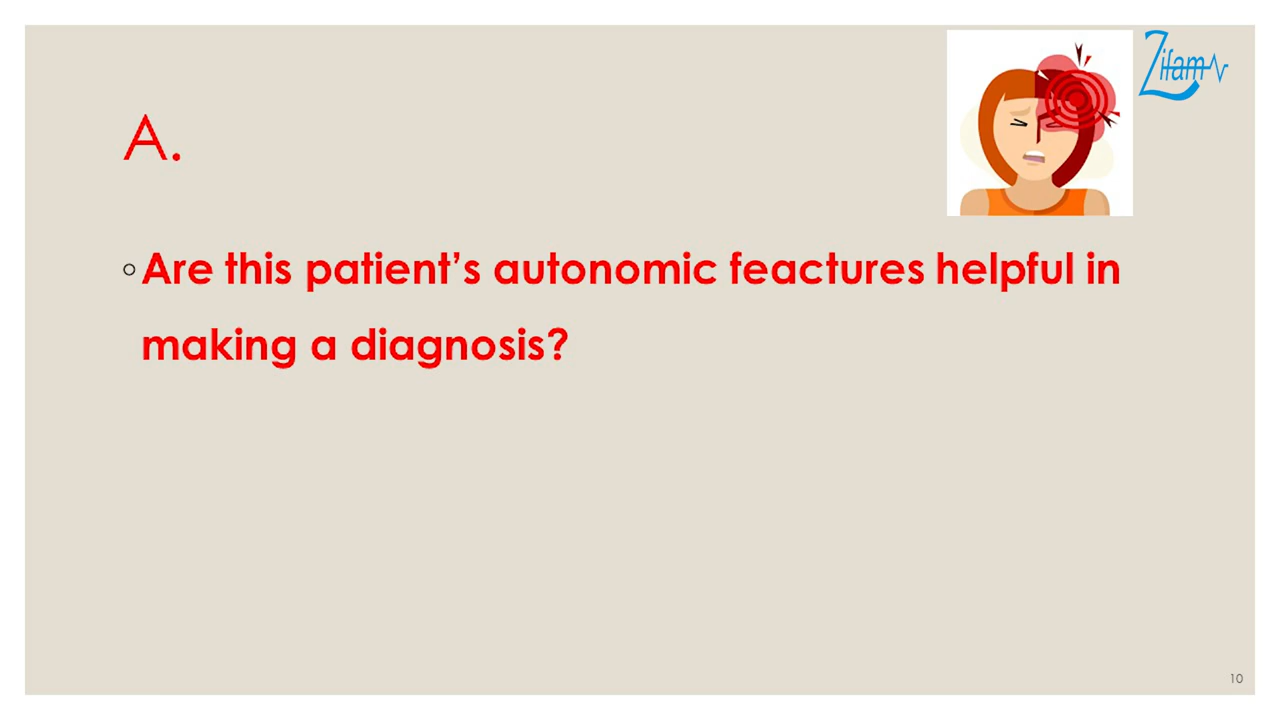 Zifam
A.
Are this patient’s autonomic feactures helpful in
making a diagnosis?
10